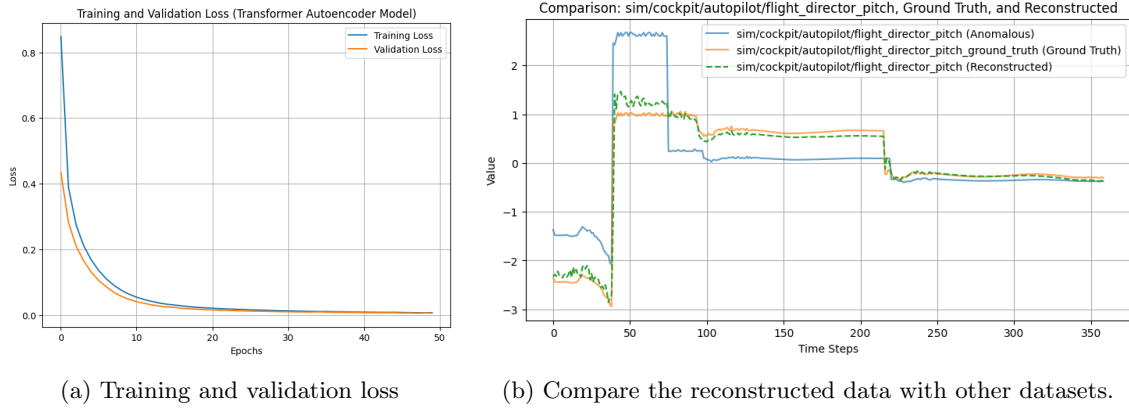 Training and Validation Loss (Transformer Autoencoder Model)
Training Loss
Validation Loss
0.8
0.6
0.4
0.2
0.0
Loss
0 10 20 30 40 50
Epochs
(a) Training and validation loss
Comparison: sim/cockpit/autopilot/flight_director_pitch, Ground Truth, and Reconstructed
sim/cockpit/autopilot/flight_director_pitch (Anomalous)
sim/cockpit/autopilot/flight_director_pitch_ground_truth (Ground Truth)
sim/cockpit/autopilot/flight_director_pitch (Reconstructed)
2
1
0
−1
−2
−3
Value
0 50 100 150 200 250 300 350
Time Steps
(b) Compare the reconstructed data with other datasets.